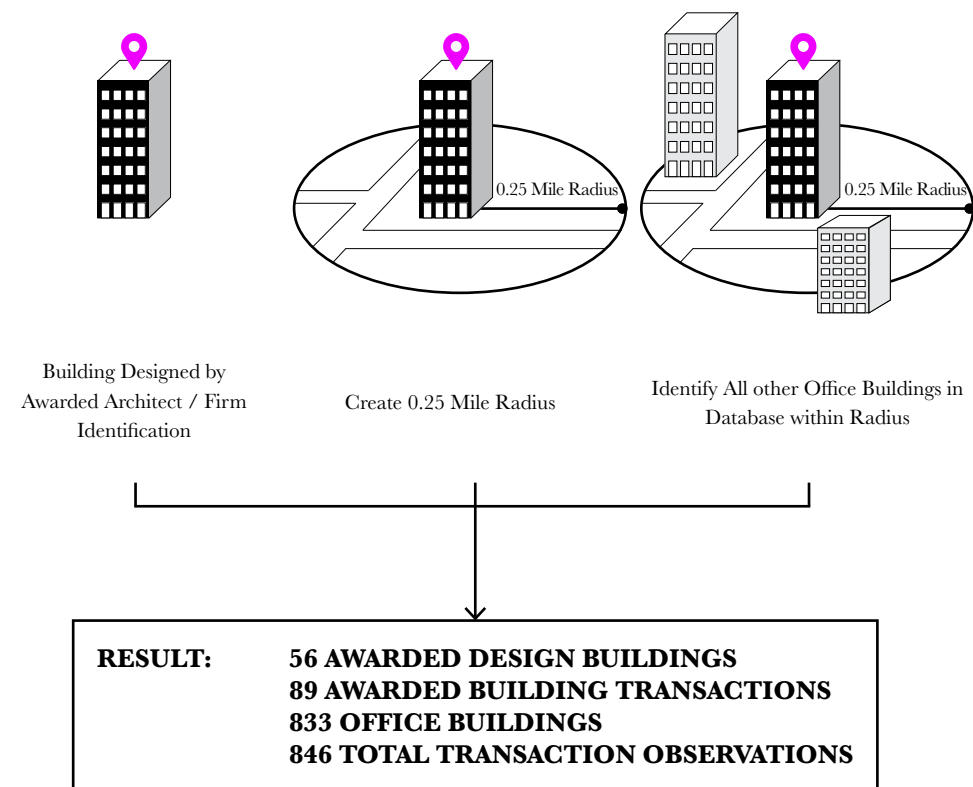 0.25 Mile Radius
0.25 Mile Radius
Building Designed by
Awarded Architect / Firm
Identification
Create 0.25 Mile Radius
Identify All other Office Buildings in
Database within Radius
RESULT: 56 AWARDED DESIGN BUILDINGS
89 AWARDED BUILDING TRANSACTIONS
833 OFFICE BUILDINGS
846 TOTAL TRANSACTION OBSERVATIONS